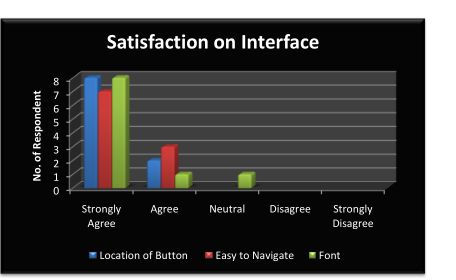 Satisfaction on Interface
No. of Respondent
8
7
6
5
4
3
2
1
0
Strongly Agree
Agree
Neutral
Disagree
Strongly Disagree
Location of Button
Easy to Navigate
Font